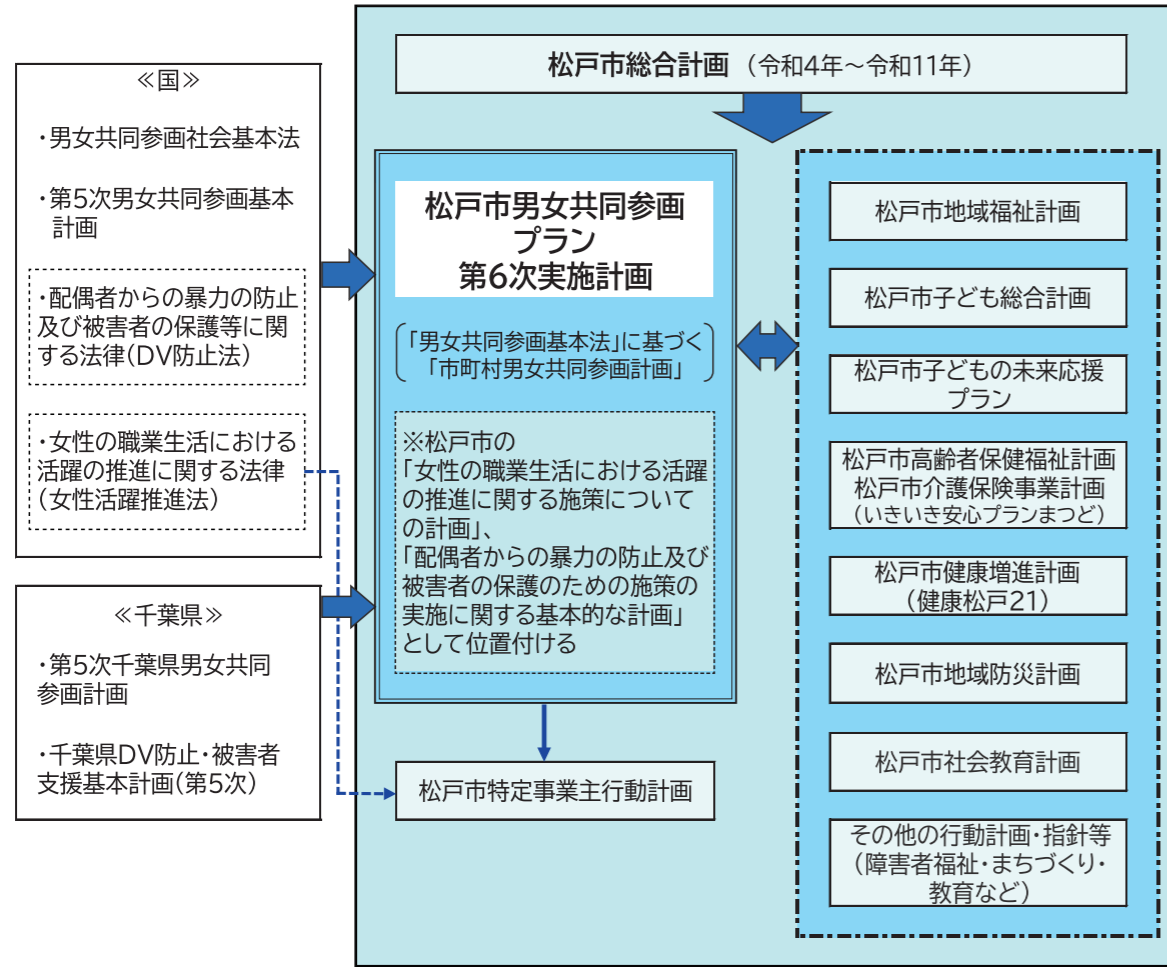 松戸市総合計画 (令和4年～令和11年)
≪国≫
・男女共同参画社会基本法
・第5次男女共同参画基本
計画
・配偶者からの暴力の防止
及び被害者の保護等に関
する法律(DV防止法)
・女性の職業生活における
活躍の推進に関する法律
(女性活躍推進法)
≪千葉県≫
・第5次千葉県男女共同
参画計画
・千葉県DV防止・被害者
支援基本計画(第5次)
松戸市男女共同参画
プラン
第6次実施計画
「男女共同参画基本法」に基づく
「市町村男女共同参画計画」
※松戸市の
「女性の職業生活における活躍
の推進に関する施策について
の計画」、
「配偶者からの暴力の防止及び
被害者の保護のための施策の
実施に関する基本的な計画」
として位置付ける
松戸市特定事業主行動計画
松戸市地域福祉計画
松戸市子ども総合計画
松戸市子どもの未来応援
プラン
松戸市高齢者保健福祉計画
松戸市介護保険事業計画
(いきいき安心プランまつど)
松戸市健康増進計画
(健康松戸21)
松戸市地域防災計画
松戸市社会教育計画
その他の行動計画・指針等
(障害者福祉・まちづくり・
教育など)